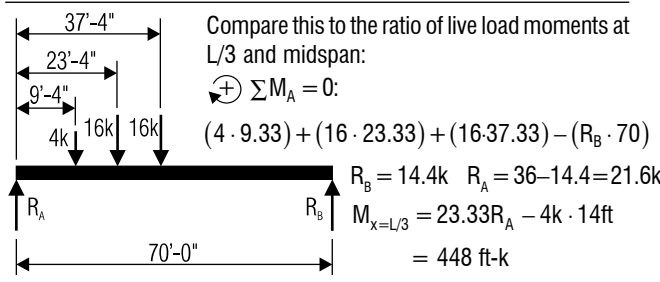 37'-4"
23'-4"
9'-4"
4k 16k 16k
R_A R_B
70'-0"
Compare this to the ratio of live load moments at
L/3 and midspan:
+ ∑M_A = 0:
(4 · 9.33) + (16 · 23.33) + (16·37.33) – (R_B · 70)
R_B = 14.4k R_A = 36–14.4=21.6k
M_x=L/3 = 23.33R_A – 4k · 14ft
= 448 ft-k